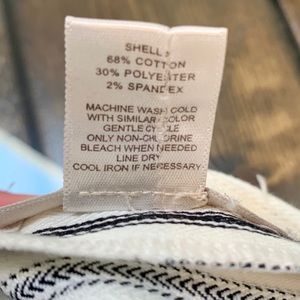 SHELL:
68% COTTON
30% POLYESTER
2% SPANDEX
MACHINE WASH COLD
WITH SIMILAR COLOR
GENTLE CYCLE
ONLY NON-CHLORINE
BLEACH WHEN NEEDED
LINE DRY
COOL IRON IF NECESSARY